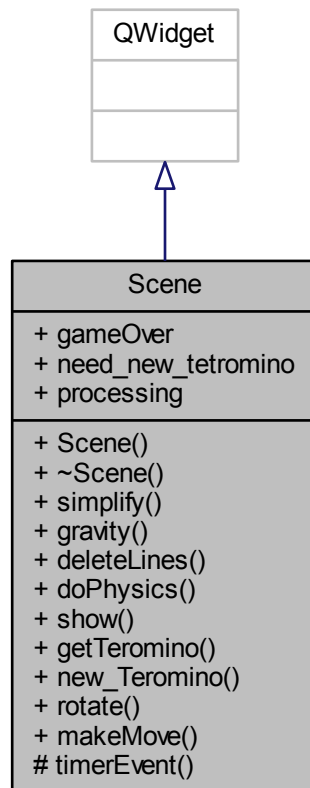 QWidget
Scene
+ gameOver
+ need_new_tetromino
+ processing
+ Scene()
+ ~Scene()
+ simplify()
+ gravity()
+ deleteLines()
+ doPhysics()
+ show()
+ getTeromino()
+ new_Teromino()
+ rotate()
+ makeMove()
# timerEvent()